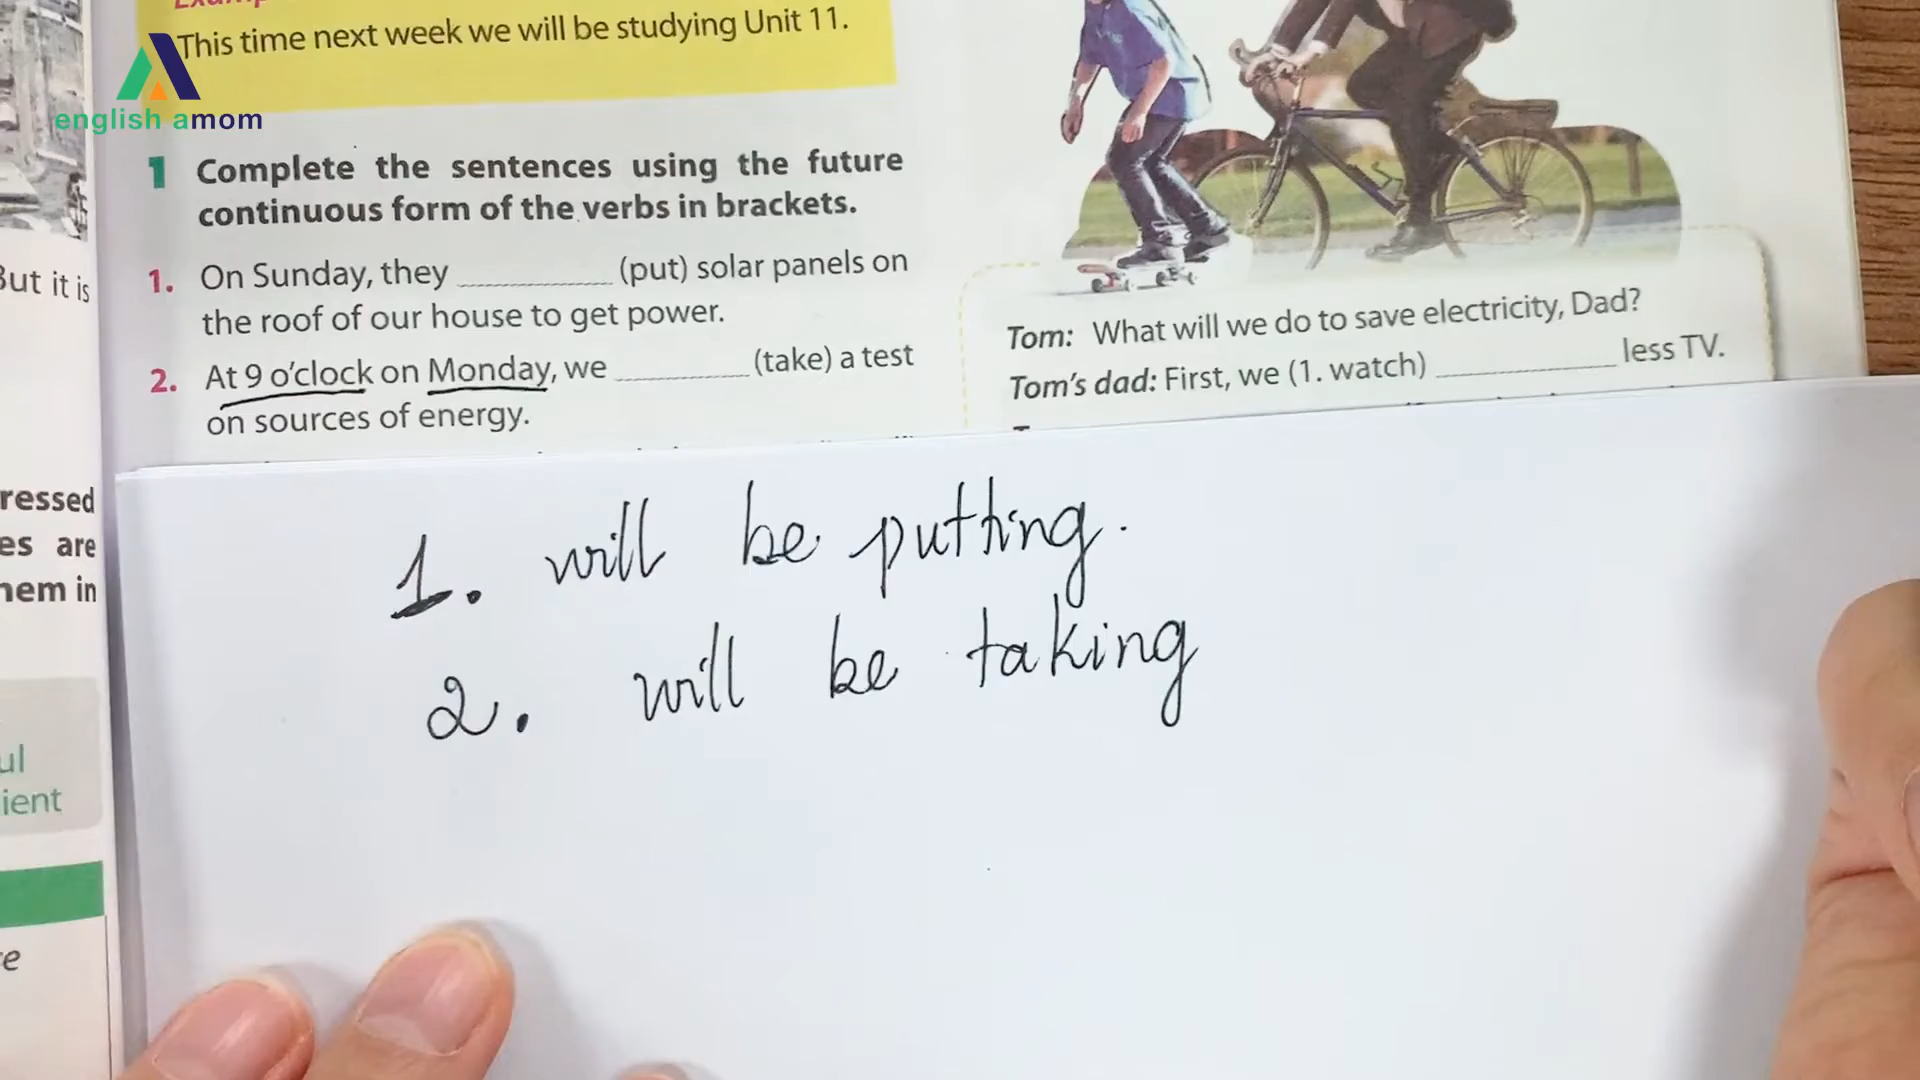 This time next week we will be studying Unit 11.
english amom
1 Complete the sentences using the future
continuous form of the verbs in brackets.
1. On Sunday, they ____________ (put) solar panels on
the roof of our house to get power.
2. At 9 o'clock on Monday, we ____________ (take) a test
on sources of energy.
But it is
ressed
es are
hem in
ul
ient
e
Tom: What will we do to save electricity, Dad?
Tom's dad: First, we (1. watch) ____________ less TV.
1. will be putting.
2. will be taking